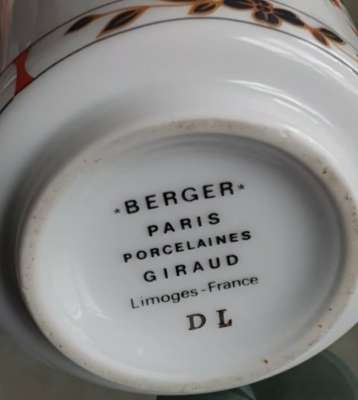 *BERGER*
PARIS
PORCELAINES
GIRAUD
Limoges-France
DL